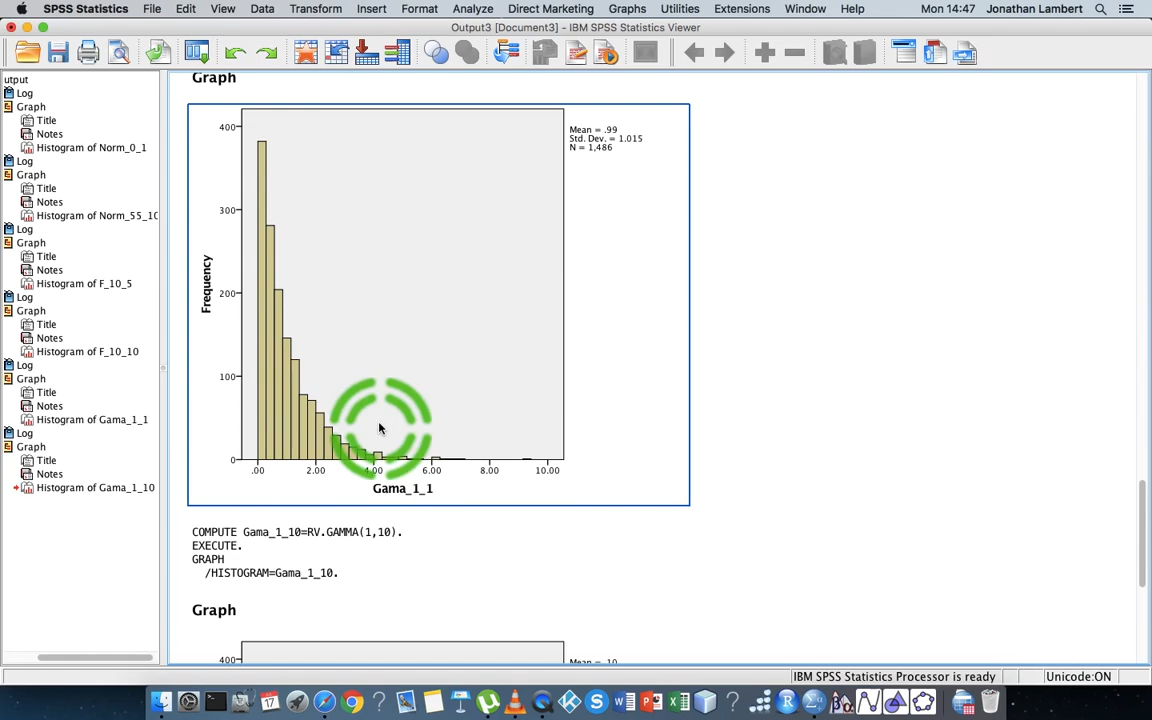 SPSS Statistics File Edit View Data Transform Insert Format Analyze Direct Marketing Graphs Utilities Extensions Window Help Mon 14:47 Jonathan Lambert
Output3 [Document3] - IBM SPSS Statistics Viewer
utput
Log
Graph
Title
Notes
Histogram of Norm_0_1
Log
Graph
Title
Notes
Histogram of Norm_55_10
Log
Graph
Title
Notes
Histogram of F_10_5
Log
Graph
Title
Notes
Histogram of F_10_10
Log
Graph
Title
Notes
Histogram of Gama_1_1
Log
Graph
Title
Notes
Histogram of Gama_1_10
Graph
400
300
200
100
0
Frequency
.00 2.00 4.00 6.00 8.00 10.00
Gama_1_1
Mean = .99
Std. Dev. = 1.015
N = 1,486
COMPUTE Gama_1_10=RV.GAMMA(1,10).
EXECUTE.
GRAPH
/HISTOGRAM=Gama_1_10.
Graph
400
Mean = .10
IBM SPSS Statistics Processor is ready Unicode:ON